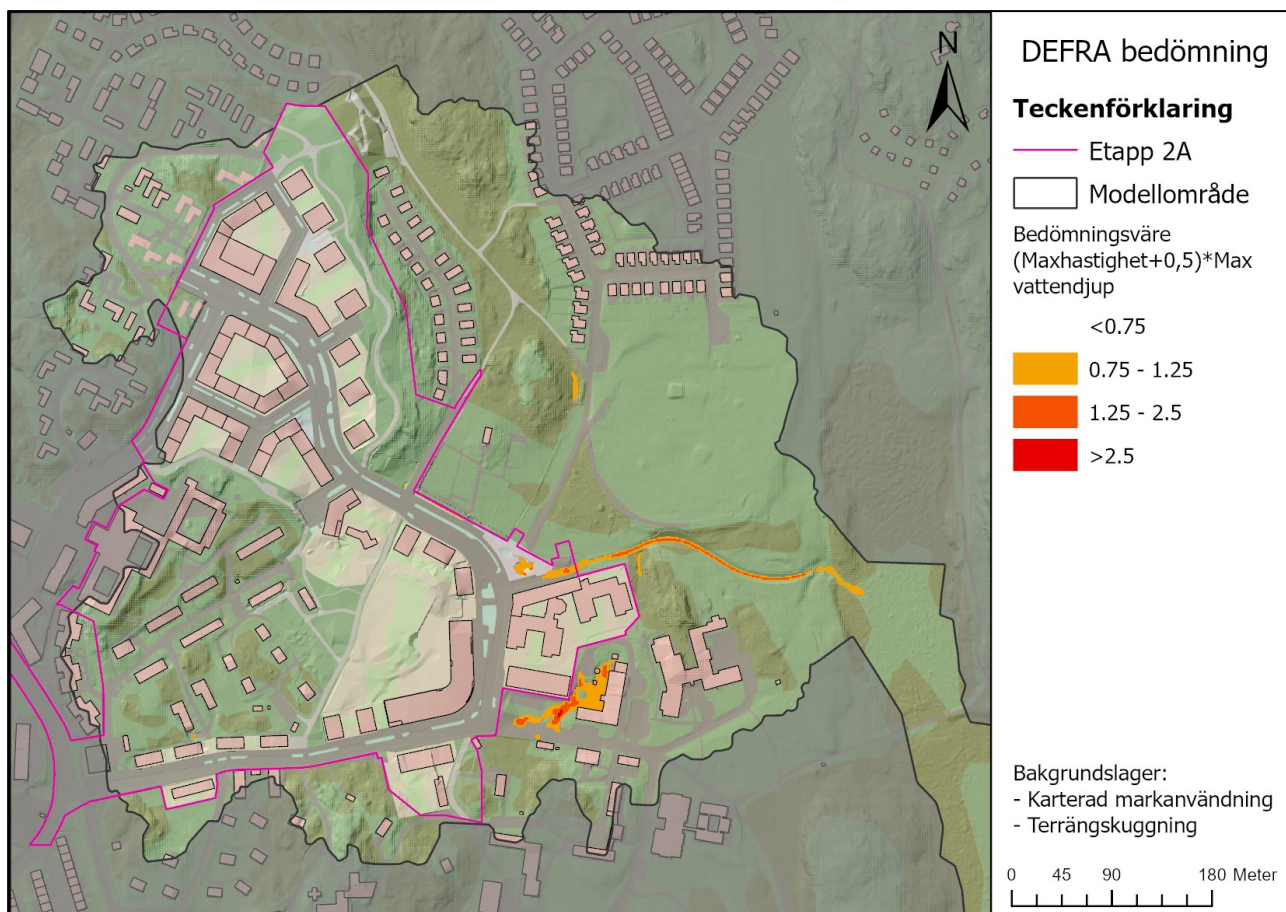 N
DEFRA bedömning
Teckenförklaring
Etapp 2A
Modellområde
Bedömningsväre
(Maxhastighet+0,5)*Max
vattendjup
<0.75
0.75 - 1.25
1.25 - 2.5
>2.5
Bakgrundslager:
- Karterad markanvändning
- Terrängskuggning
0 45 90 180 Meter